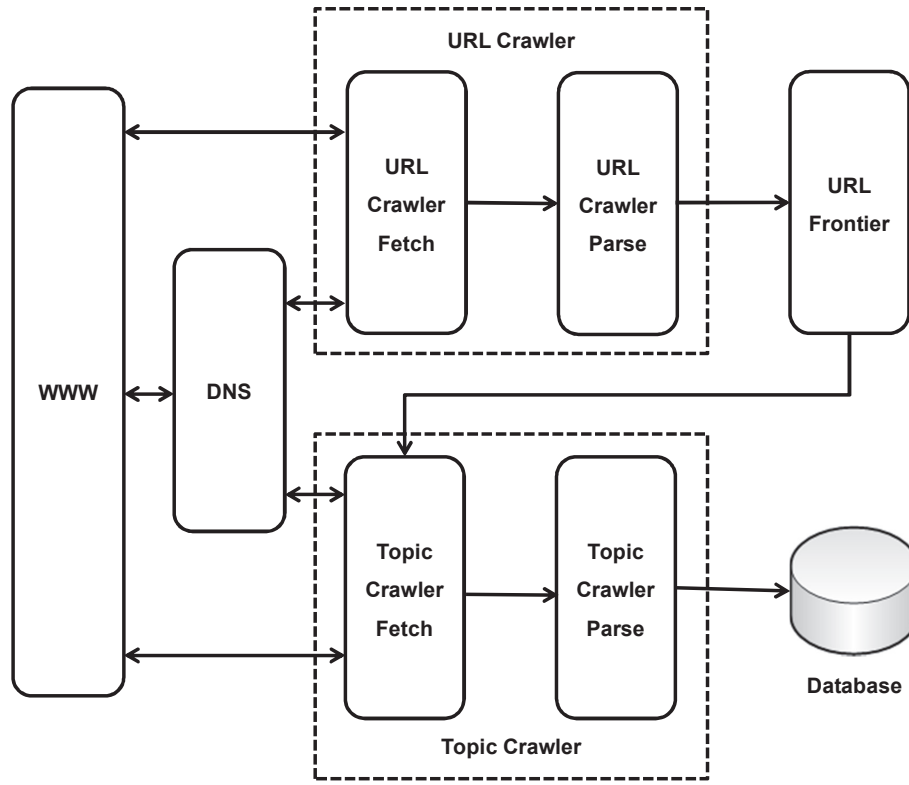 URL Crawler
URL
Crawler
Fetch
URL
Crawler
Parse
URL
Frontier
WWW
DNS
Topic
Crawler
Fetch
Topic
Crawler
Parse
Database
Topic Crawler